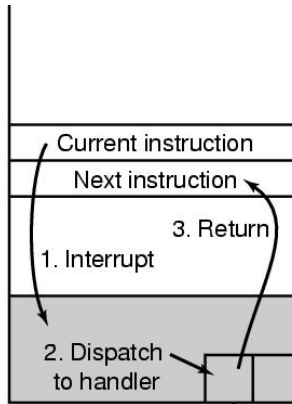 Current instruction
Next instruction
3. Return
1. Interrupt
2. Dispatch
to handler